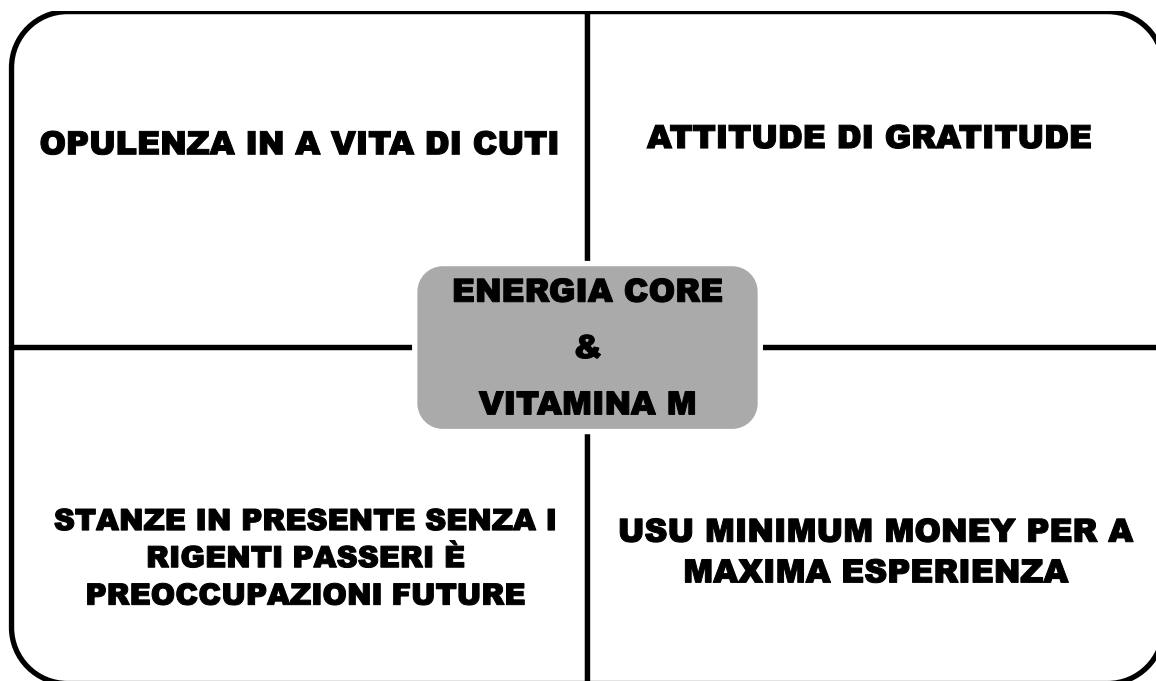 OPULENZA IN A VITA DI CUTI
ATTITUDE DI GRATITUDE
ENERGIA CORE
&
VITAMINA M
STANZE IN PRESENTE SENZA I
RIGENTI PASSERI È
PREOCCUPAZIONI FUTURE
USU MINIMUM MONEY PER A
MAXIMA ESPERIENZA